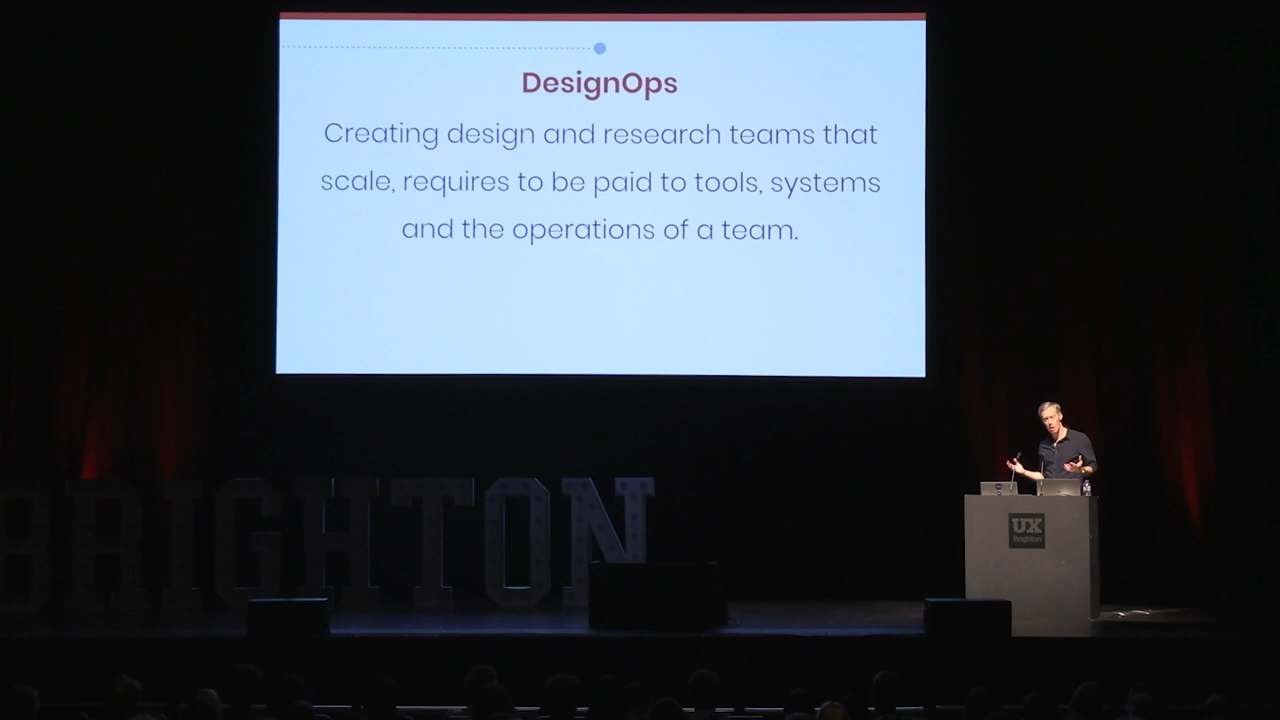 DesignOps
Creating design and research teams that
scale, requires to be paid to tools, systems
and the operations of a team.
BRIGHTON
UX
Brighton